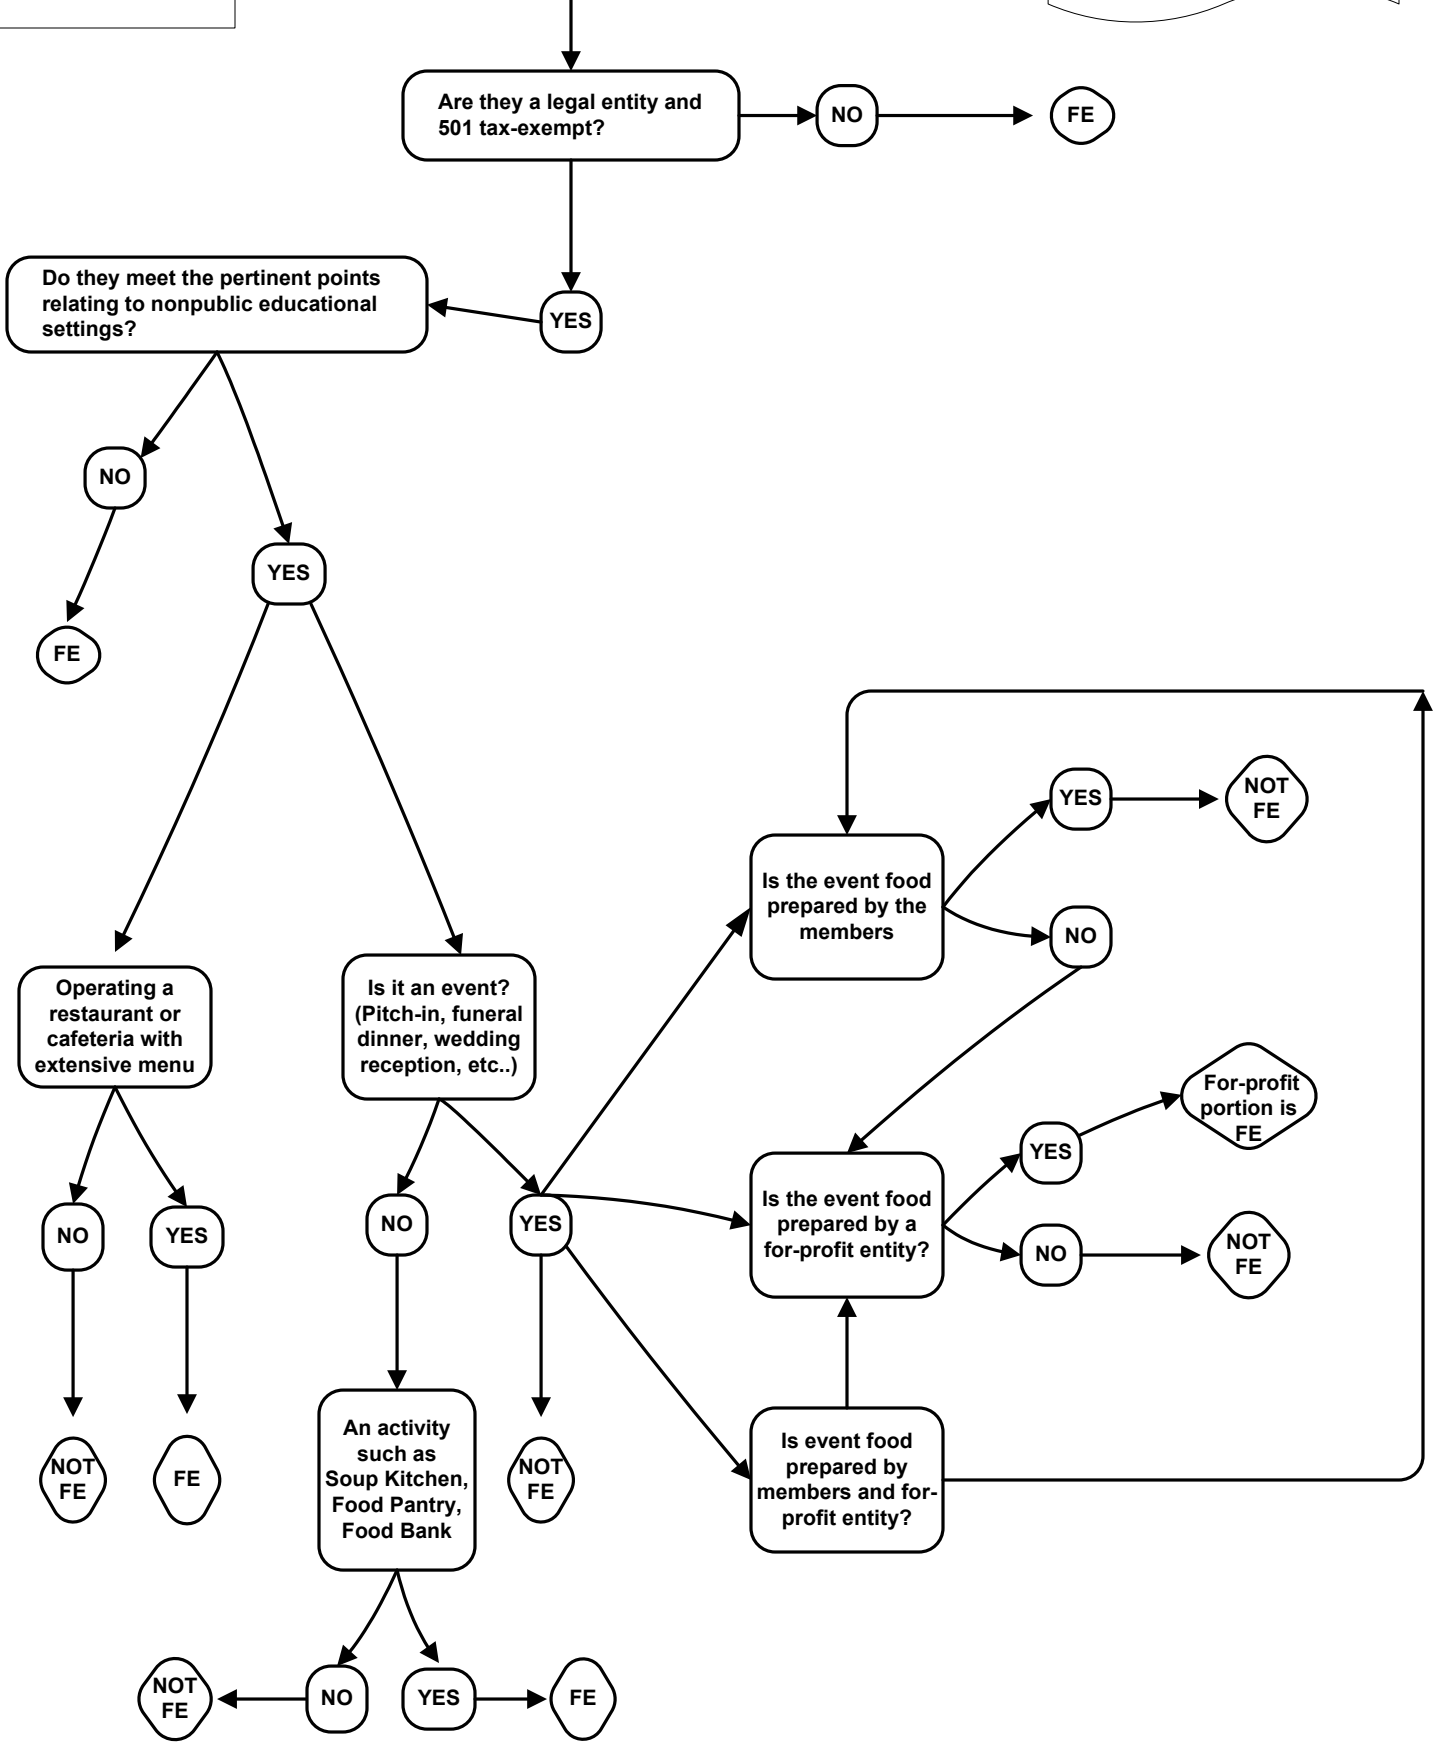 Are they a legal entity and
501 tax-exempt?
NO
FE
Do they meet the pertinent points
relating to nonpublic educational
settings?
YES
NO
YES
FE
YES
NOT
FE
Is the event food
prepared by the
members
NO
Operating a
restaurant or
cafeteria with
extensive menu
Is it an event?
(Pitch-in, funeral
dinner, wedding
reception, etc..)
For-profit
portion is
FE
YES
Is the event food
prepared by a
for-profit entity?
NO
NOT
FE
NO
YES
NO
YES
NOT
FE
FE
An activity
such as
Soup Kitchen,
Food Pantry,
Food Bank
NOT
FE
Is event food
prepared by
members and for-
profit entity?
NOT
FE
NO
YES
FE